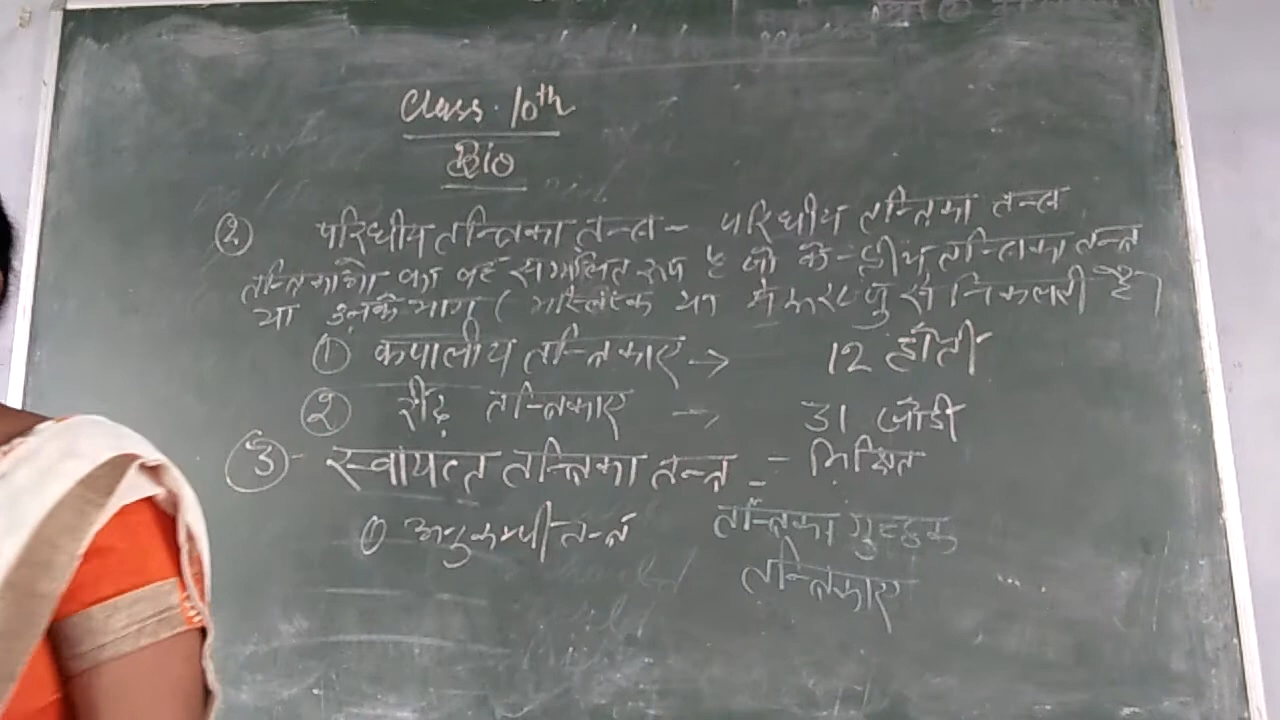 Class. 10th
Bio
② परिधीय तन्त्रिका तन्त्र - परिधीय तन्त्रिका तन्त्र
का वह सम्मलित रूप है जो केन्द्रीय तन्त्रिका तन्त्र
या उनके भाग ( मस्तिष्क या मेरूरज्जु से निकलती है।
① कपालीय तन्त्रिकाएं → 12 होती
② रीढ़ तन्त्रिकाए → 31 जोडी
③ - स्वायत्त तन्त्रिका तन्त्र - मिश्रित
① अनुकम्पी तन्त्र तन्त्रिका गुच्छक
तन्त्रिकाए